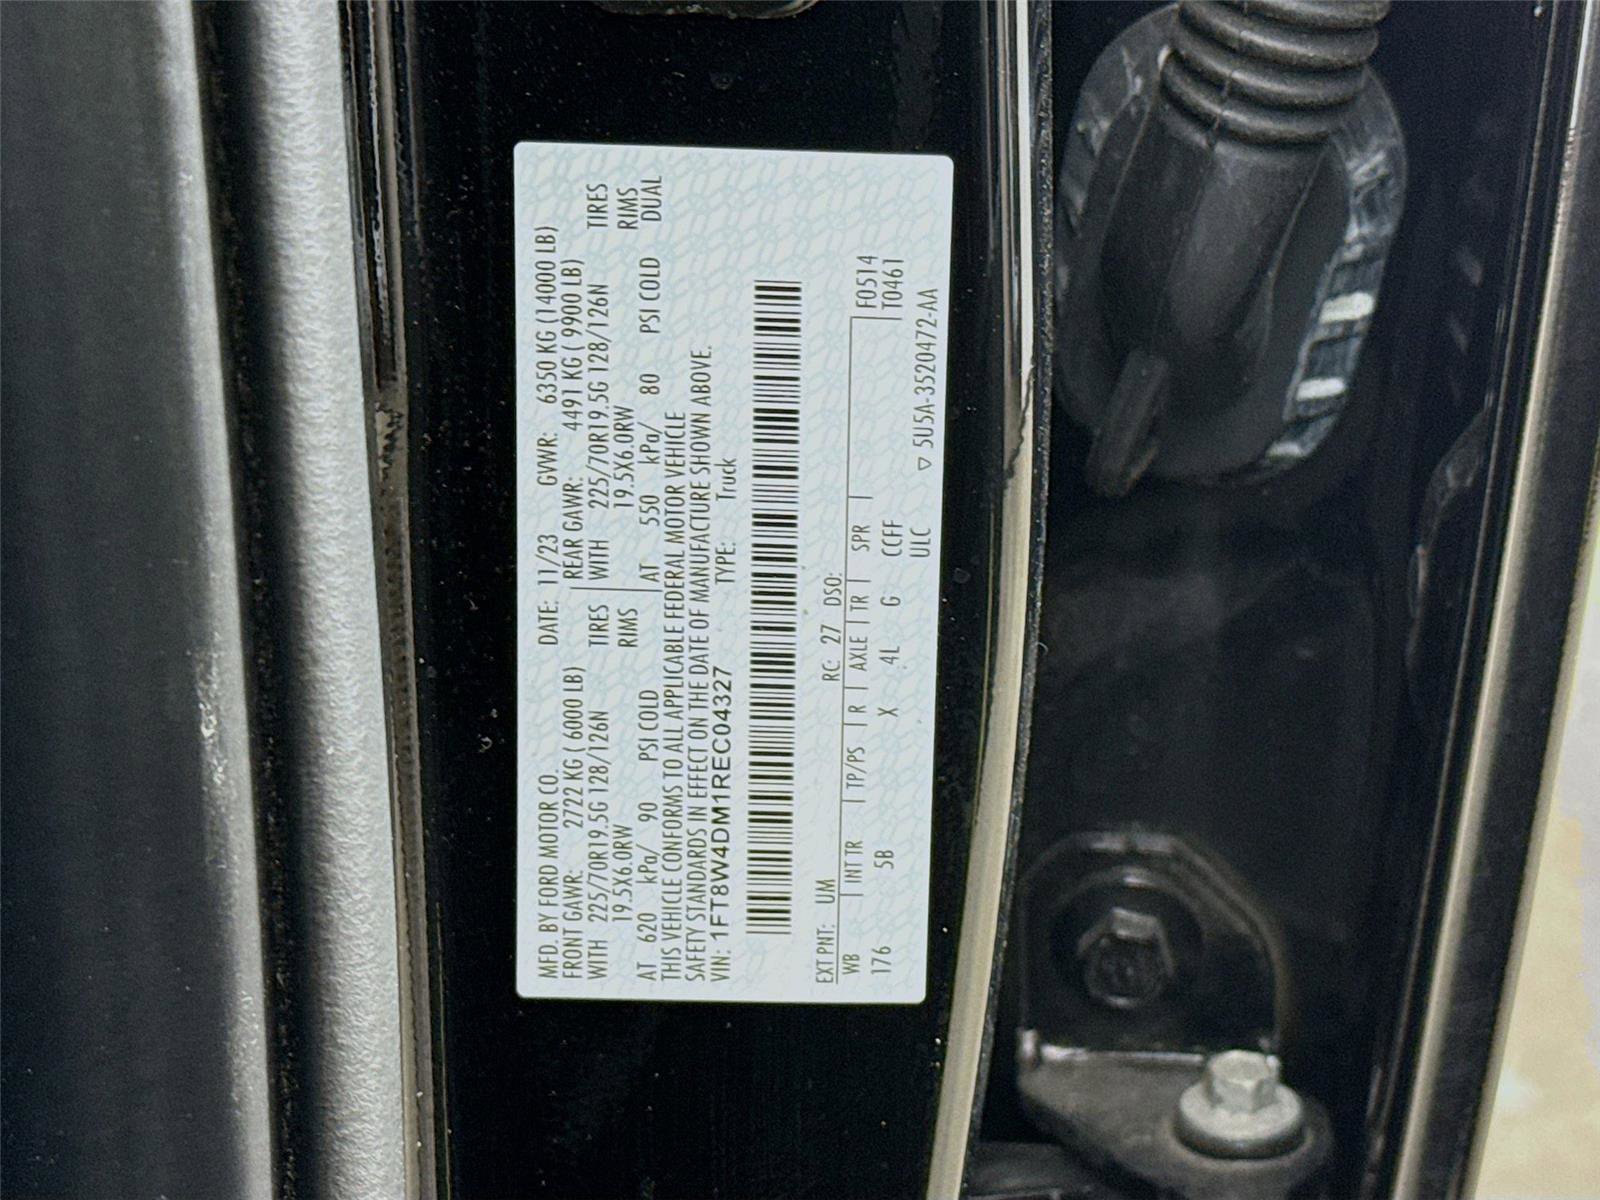 MFD. BY FORD MOTOR CO. DATE: 11/23 GVWR: 6350 KG (14000 LB)
FRONT GAWR: 2722 KG ( 6000 LB) REAR GAWR: 4491 KG ( 9900 LB)
WITH 225/70R19.5G 128/126N TIRES WITH 225/70R19.5G 128/126N TIRES
19.5X6.0RW RIMS 19.5X6.0RW RIMS
AT 620 kPa/ 90 PSI COLD AT 550 kPa/ 80 PSI COLD DUAL
THIS VEHICLE CONFORMS TO ALL APPLICABLE FEDERAL MOTOR VEHICLE
SAFETY STANDARDS IN EFFECT ON THE DATE OF MANUFACTURE SHOWN ABOVE.
VIN: 1FT8W4DM1REC04327 TYPE: Truck
EXT PNT: UM RC: 27 DSO:
WB INT TR TP/PS R AXLE TR SPR F0514
176 5B X 4L G CCFF T0461
ULC ▽ 5U5A-3520472-AA